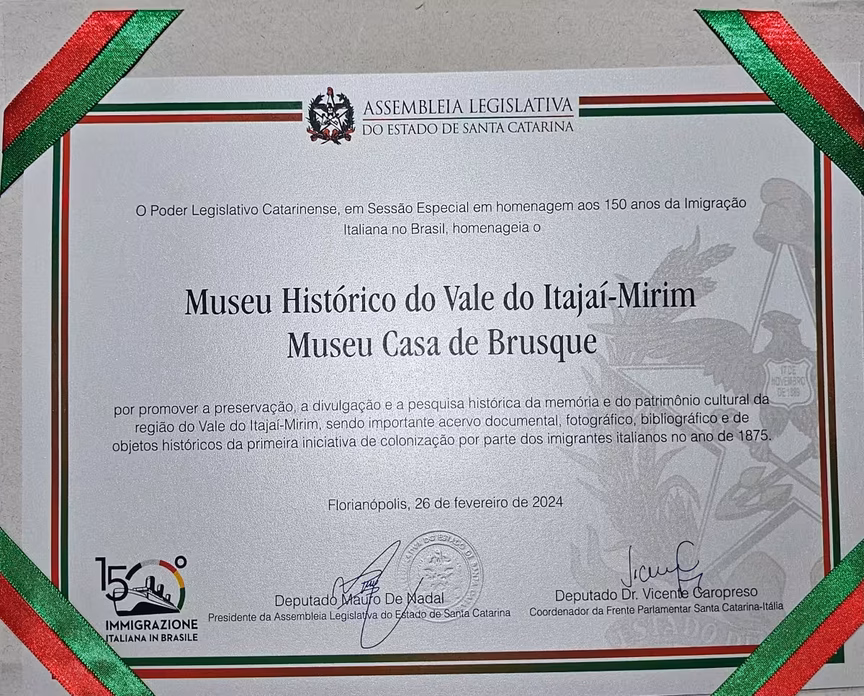 ASSEMBLEIA LEGISLATIVA
DO ESTADO DE SANTA CATARINA
O Poder Legislativo Catarinense, em Sessão Especial em homenagem aos 150 anos da Imigração
Italiana no Brasil, homenageia o
Museu Histórico do Vale do Itajaí-Mirim
Museu Casa de Brusque
por promover a preservação, a divulgação e a pesquisa histórica da memória e do patrimônio cultural da
região do Vale do Itajaí-Mirim, sendo importante acervo documental, fotográfico, bibliográfico e de
objetos históricos da primeira iniciativa de colonização por parte dos imigrantes italianos no ano de 1875.
17 DE
NOVEMBRO
Florianópolis, 26 de fevereiro de 2024
150°
IMMIGRAZIONE
ITALIANA IN BRASILE
Deputado Mauro De Nadal
Presidente da Assembleia Legislativa do Estado de Santa Catarina
Deputado Dr. Vicente Caropreso
Coordenador da Frente Parlamentar Santa Catarina-Itália